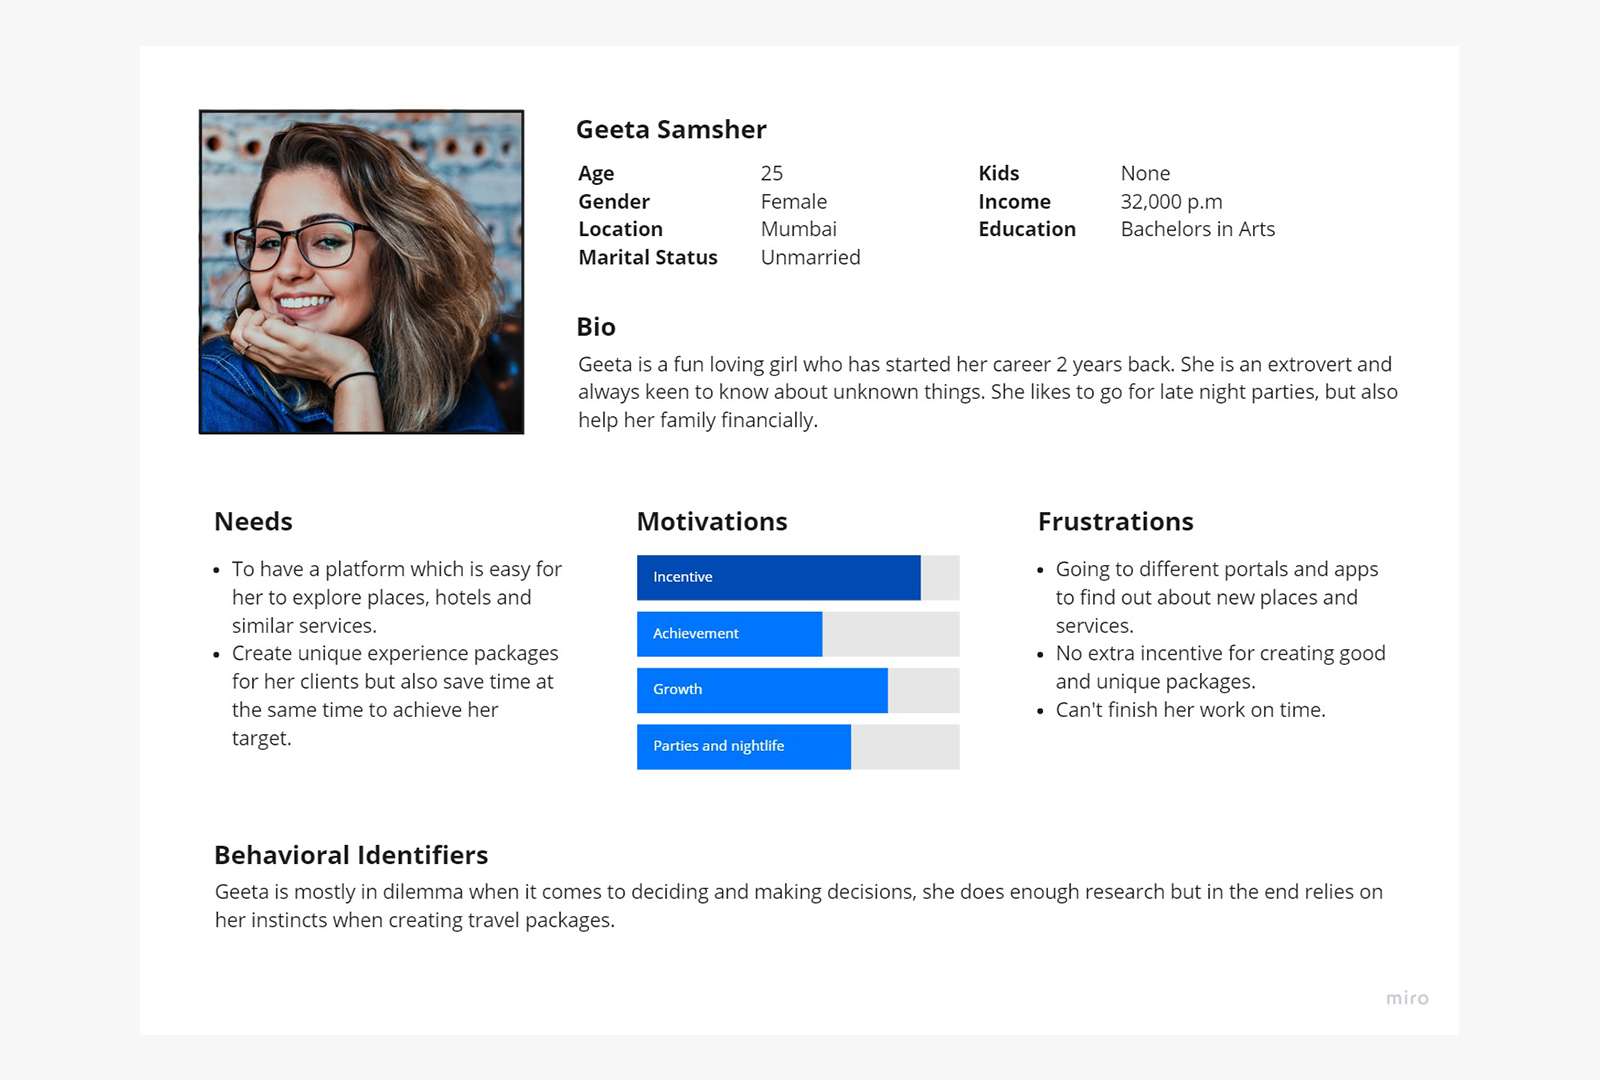 Geeta Samsher
Age 25
Gender Female
Location Mumbai
Marital Status Unmarried
Kids None
Income 32,000 p.m
Education Bachelors in Arts
Bio
Geeta is a fun loving girl who has started her career 2 years back. She is an extrovert and
always keen to know about unknown things. She likes to go for late night parties, but also
help her family financially.
Needs
• To have a platform which is easy for
her to explore places, hotels and
similar services.
• Create unique experience packages
for her clients but also save time at
the same time to achieve her
target.
Motivations
Incentive
Achievement
Growth
Parties and nightlife
Frustrations
• Going to different portals and apps
to find out about new places and
services.
• No extra incentive for creating good
and unique packages.
• Can't finish her work on time.
Behavioral Identifiers
Geeta is mostly in dilemma when it comes to deciding and making decisions, she does enough research but in the end relies on
her instincts when creating travel packages.
miro